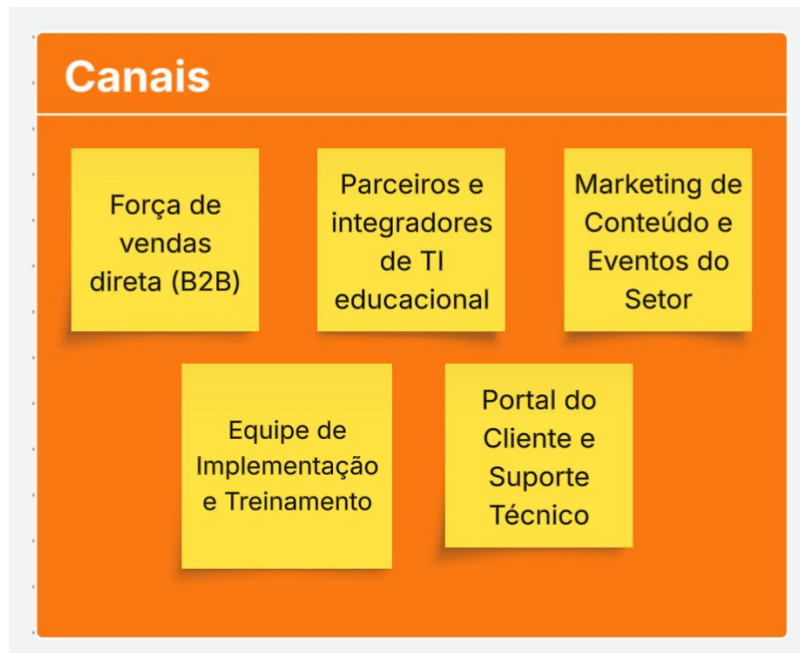 Canais
Força de
vendas
direta (B2B)
Parceiros e
integradores
de TI
educacional
Marketing de
Conteúdo e
Eventos do
Setor
Equipe de
Implementação
e Treinamento
Portal do
Cliente e
Suporte
Técnico